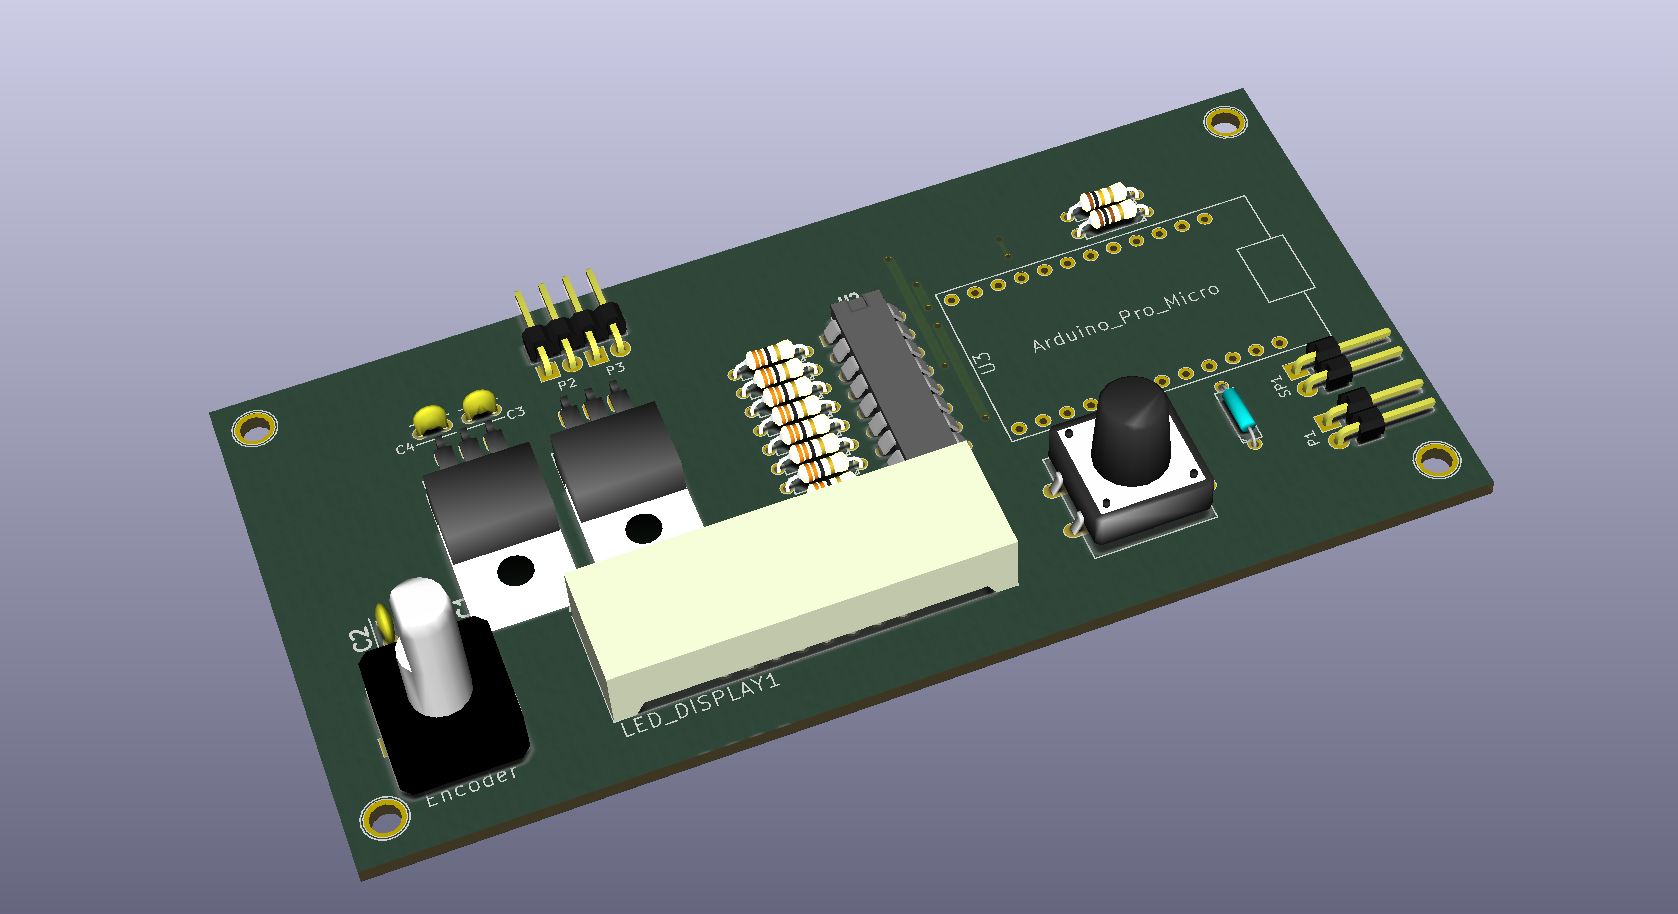 Arduino_Pro_Micro
U3
SP1
P1
P2
P3
C3
C4
C2
LED_DISPLAY1
Encoder